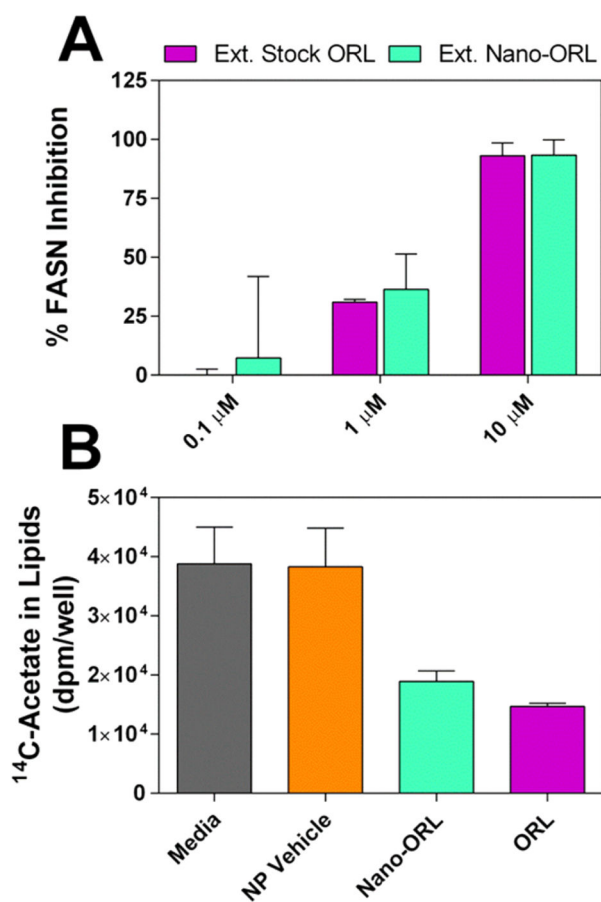 A
Ext. Stock ORL
Ext. Nano-ORL
% FASN Inhibition
125
100
75
50
25
0
0.1 μM
1 μM
10 μM
B
¹⁴C-Acetate in Lipids
(dpm/well)
5×10⁴
4×10⁴
3×10⁴
2×10⁴
1×10⁴
0
Media
NP Vehicle
Nano-ORL
ORL